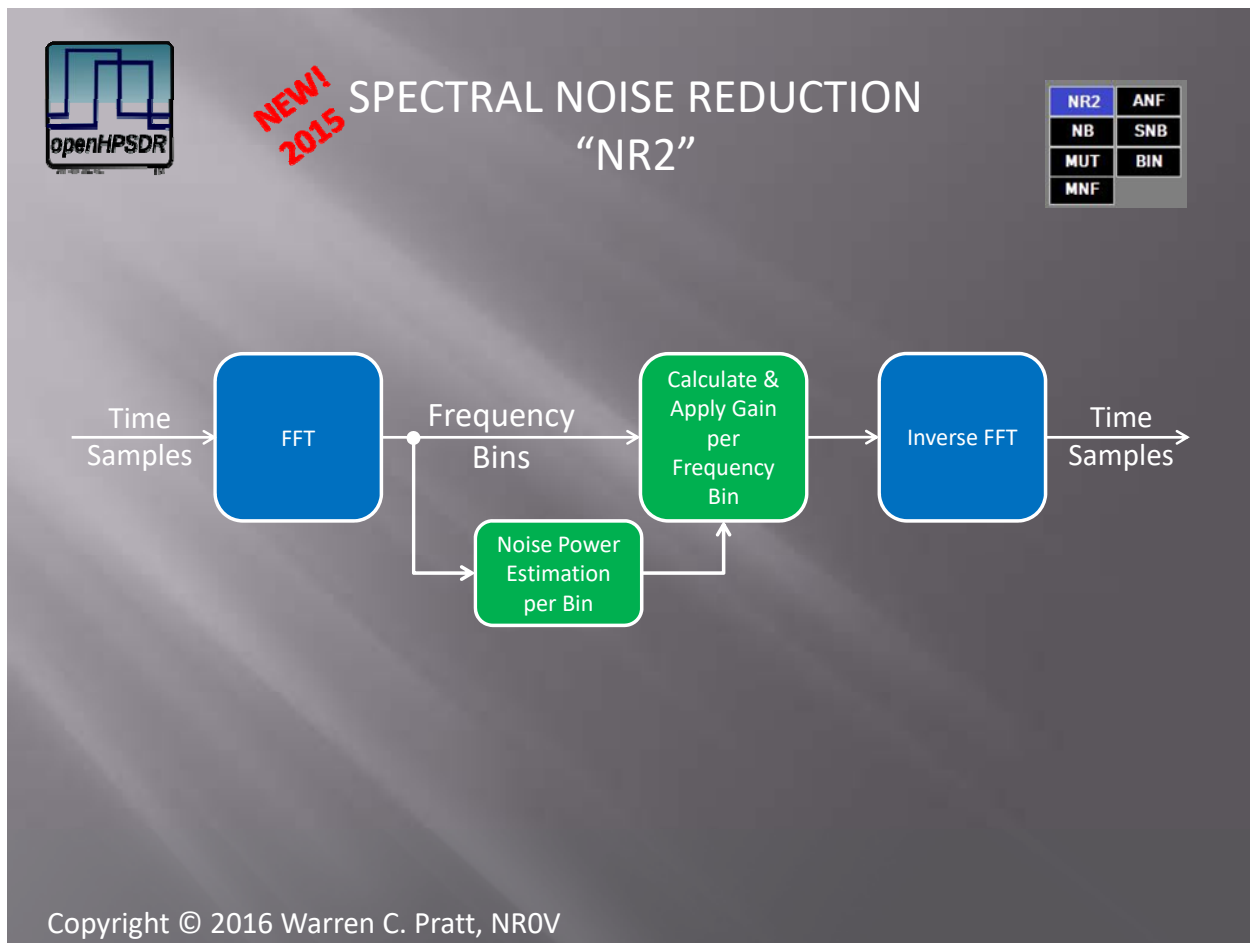 openHPSDR
NEW!
2015
SPECTRAL NOISE REDUCTION
“NR2”
NR2 ANF
NB SNB
MUT BIN
MNF
Time
Samples
FFT
Frequency
Bins
Noise Power
Estimation
per Bin
Calculate &
Apply Gain
per
Frequency
Bin
Inverse FFT
Time
Samples
Copyright © 2016 Warren C. Pratt, NR0V